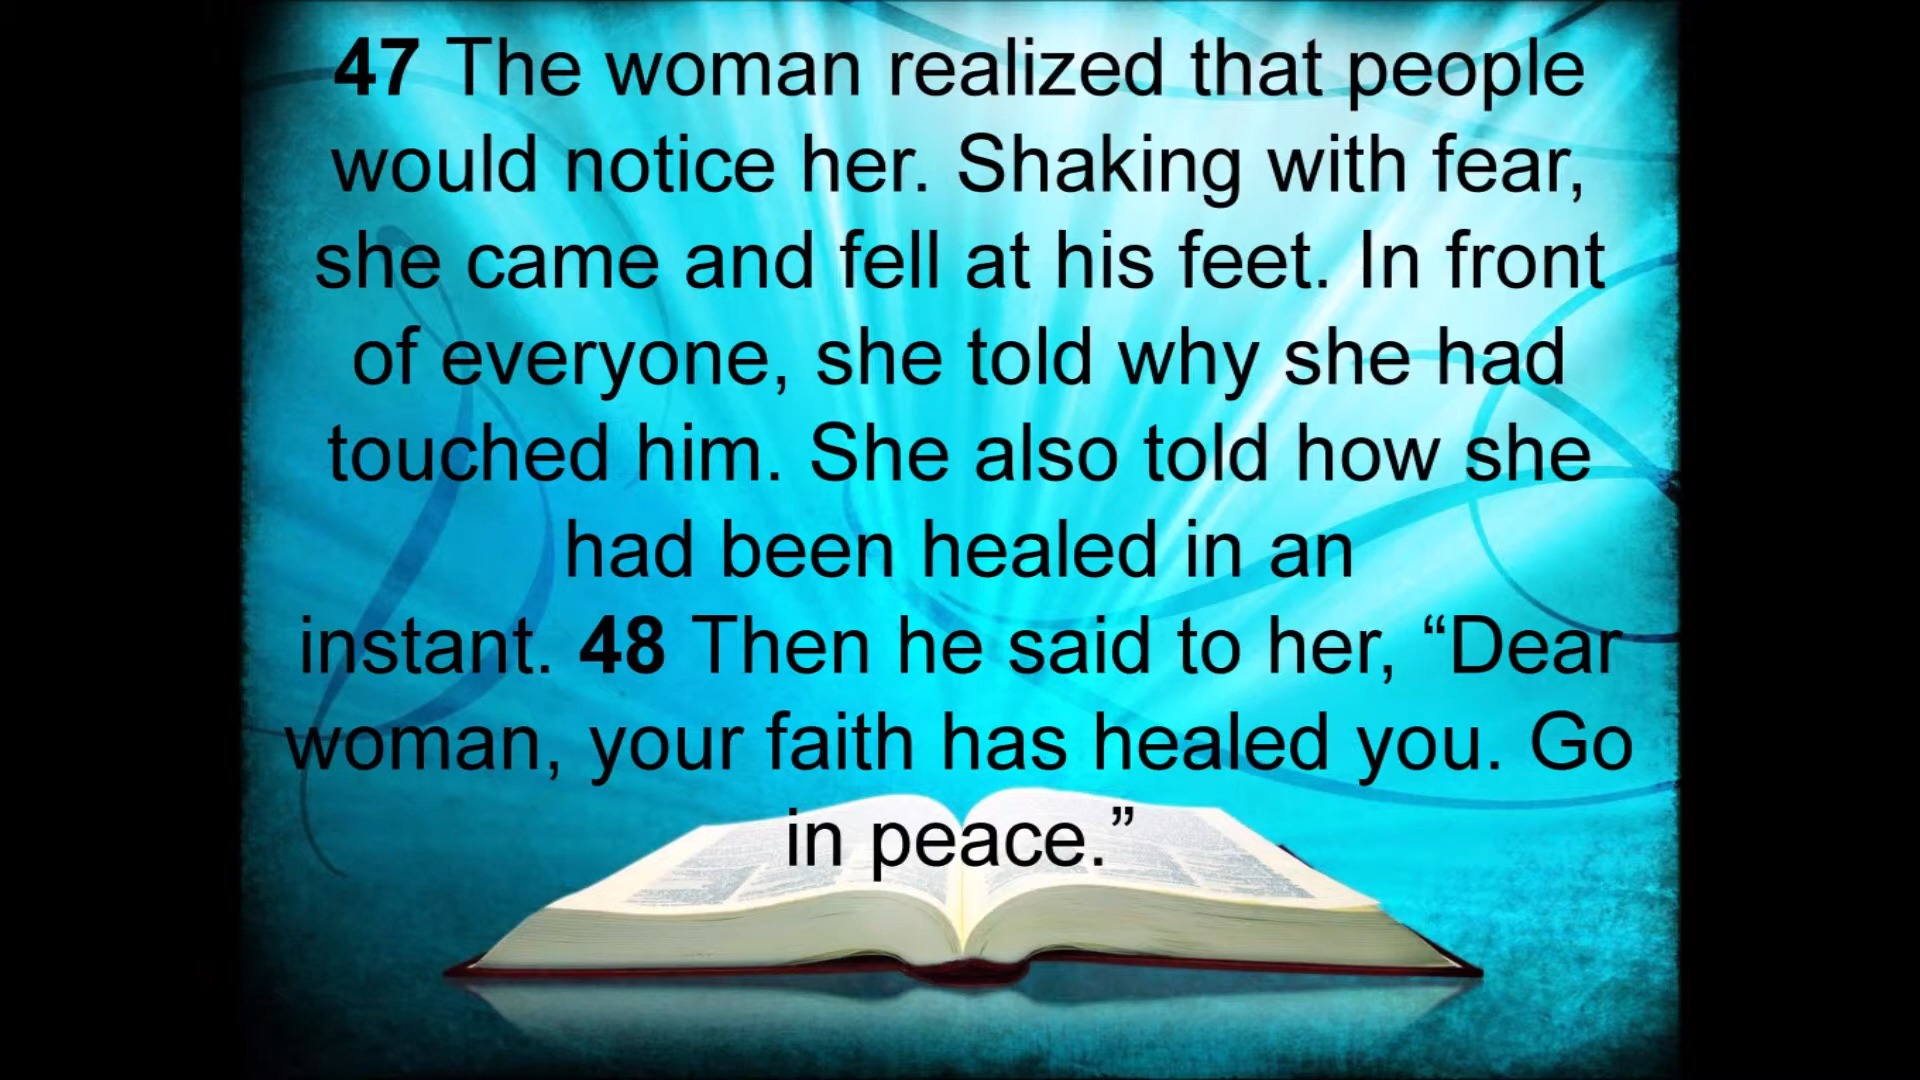 47 The woman realized that people
would notice her. Shaking with fear,
she came and fell at his feet. In front
of everyone, she told why she had
touched him. She also told how she
had been healed in an
instant. 48 Then he said to her, “Dear
woman, your faith has healed you. Go
in peace.”